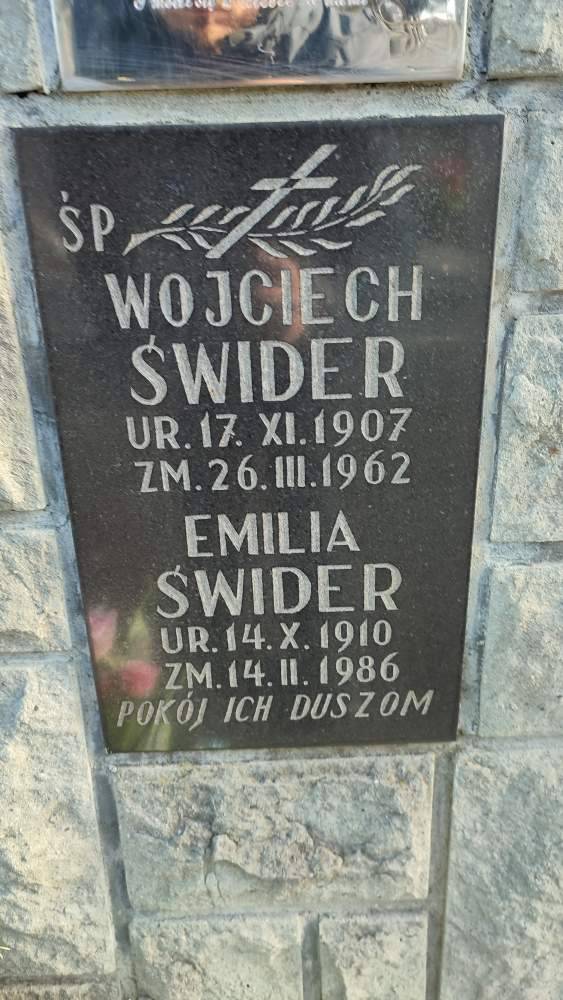 ŚP
WOJCIECH
ŚWIDER
UR. 17. XI. 1907
ZM. 26. III. 1962
EMILIA
ŚWIDER
UR. 14. X. 1910
ZM. 14. II. 1986
POKÓJ ICH DUSZOM